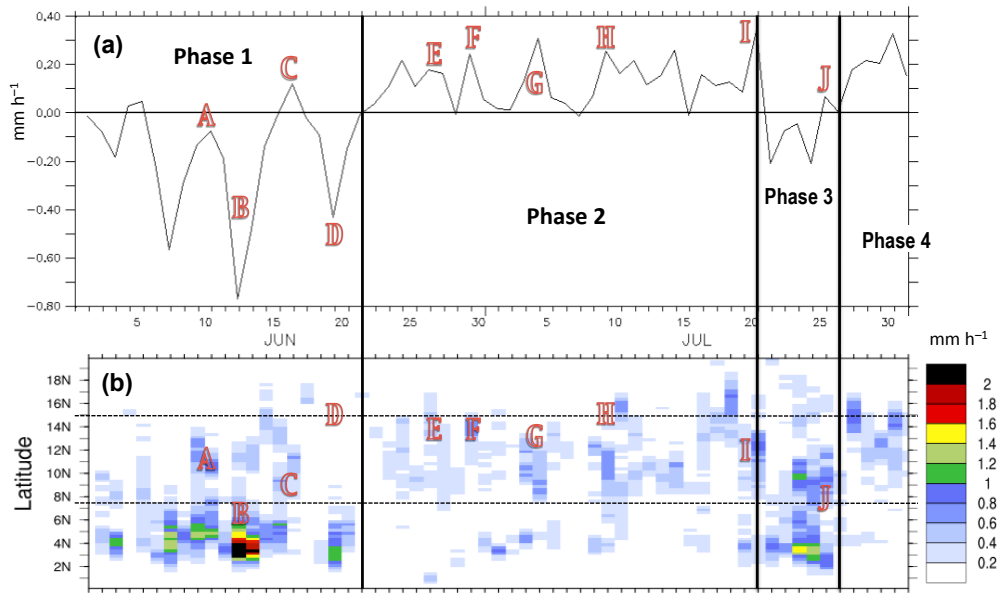 (a)
Phase 1
Phase 2
Phase 3
Phase 4
mm h⁻¹
0,40
0,20
0,00
0,20
0,40
0,60
0,80
A
B
C
D
E
F
G
H
I
J
5 10 15 20 25 30 5 10 15 20 25 30
JUN JUL
(b)
Latitude
18N
16N
14N
12N
10N
8N
6N
4N
2N
A
B
C
D
E
F
G
H
I
J
mm h⁻¹
2
1.8
1.6
1.4
1.2
1
0.8
0.6
0.4
0.2